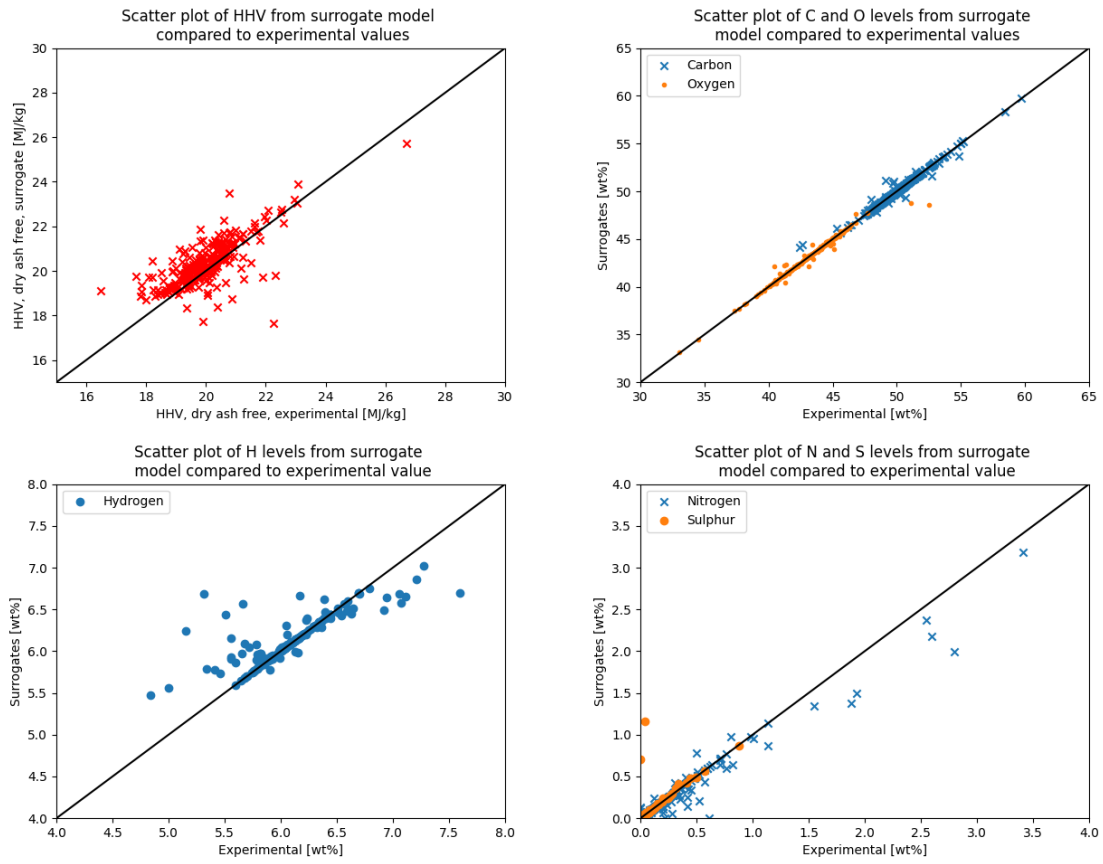 Scatter plot of HHV from surrogate model
compared to experimental values
30
28
26
24
22
20
18
16
HHV, dry ash free, surrogate [MJ/kg]
16 18 20 22 24 26 28 30
HHV, dry ash free, experimental [MJ/kg]
Scatter plot of C and O levels from surrogate
model compared to experimental values
Carbon
Oxygen
65
60
55
50
45
40
35
30
Surrogates [wt%]
30 35 40 45 50 55 60 65
Experimental [wt%]
Scatter plot of H levels from surrogate
model compared to experimental value
Hydrogen
8.0
7.5
7.0
6.5
6.0
5.5
5.0
4.5
4.0
Surrogates [wt%]
4.0 4.5 5.0 5.5 6.0 6.5 7.0 7.5 8.0
Experimental [wt%]
Scatter plot of N and S levels from surrogate
model compared to experimental value
Nitrogen
Sulphur
4.0
3.5
3.0
2.5
2.0
1.5
1.0
0.5
0.0
Surrogates [wt%]
0.0 0.5 1.0 1.5 2.0 2.5 3.0 3.5 4.0
Experimental [wt%]